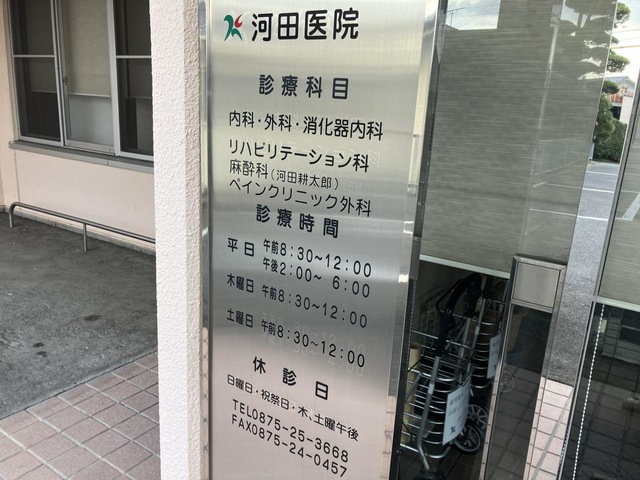 河田医院
診療科目
内科・外科・消化器内科
リハビリテーション科
麻酔科(河田耕太郎)
ペインクリニック外科
診療時間
平日 午前8:30~12:00
午後2:00~ 6:00
木曜日 午前8:30~12:00
土曜日 午前8:30~12:00
休診日
日曜日・祝祭日・木、土曜午後
TEL0875-25-3668
FAX0875-24-0457